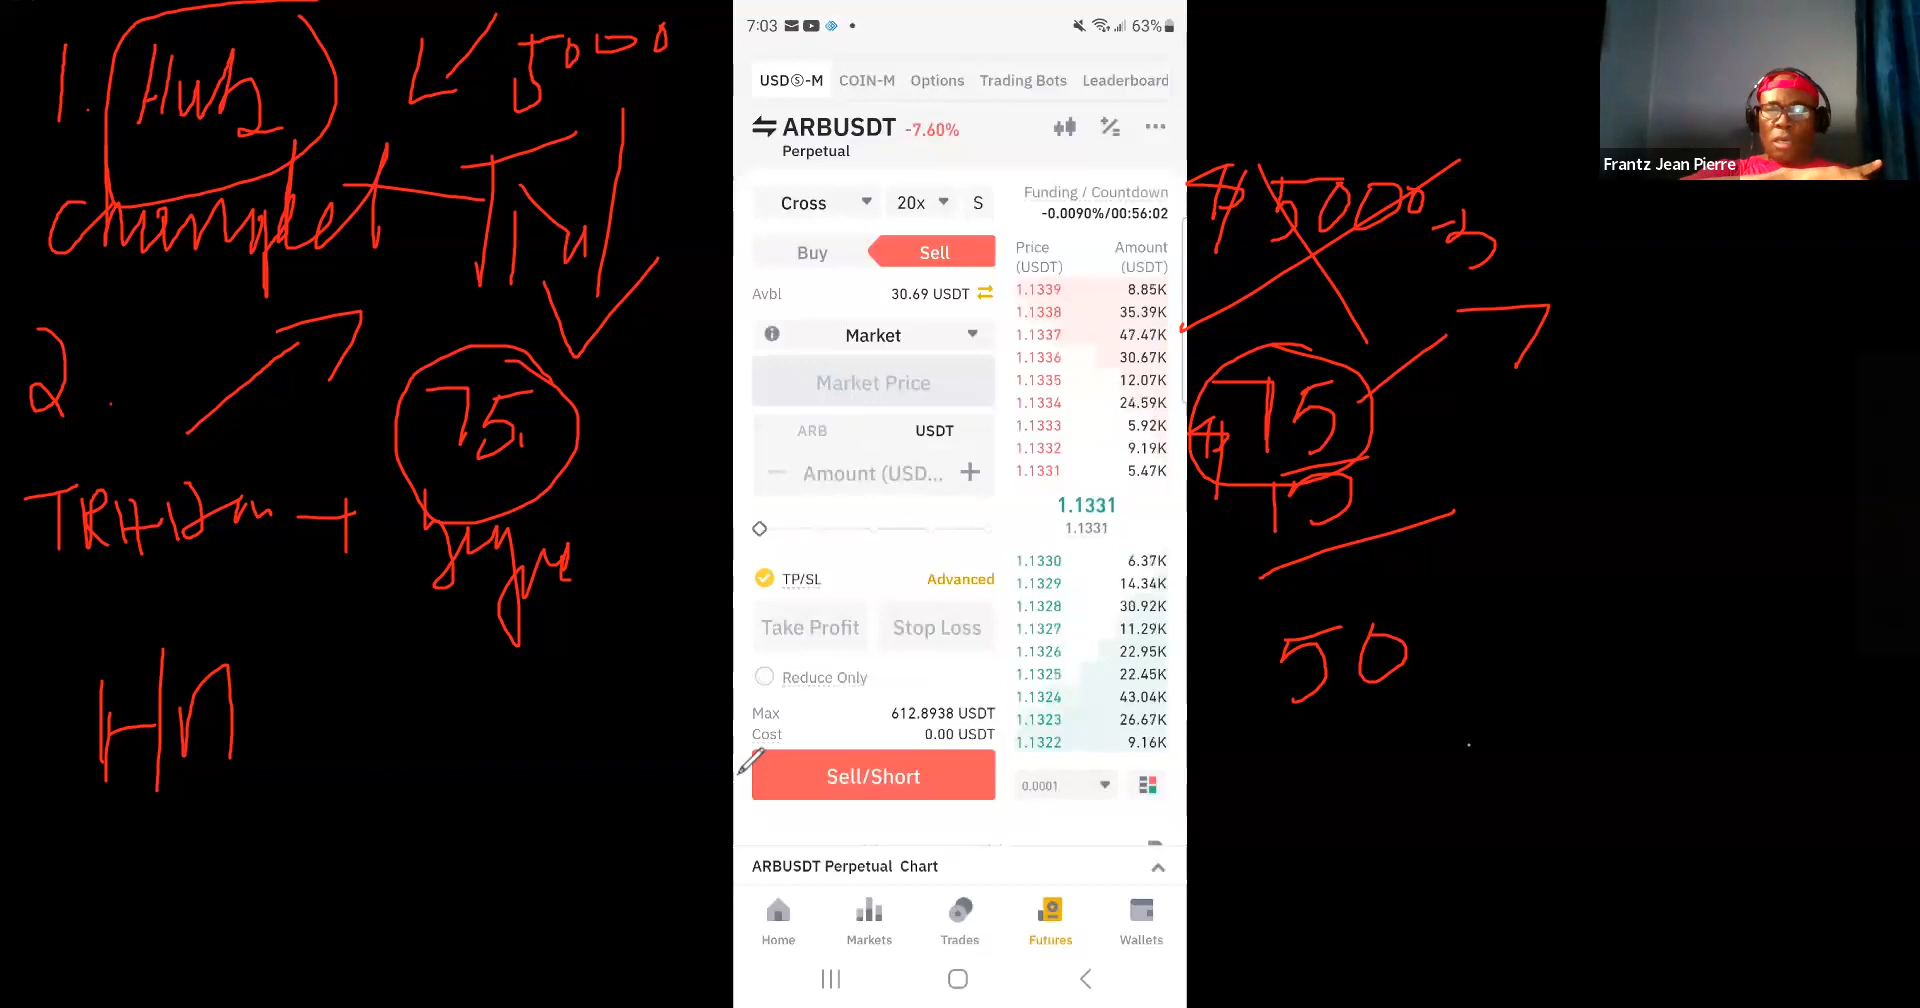 1. Hub
5000
2
75
HN
7:03
63%
USDⓢ-M COIN-M Options Trading Bots Leaderboard
ARBUSDT -7.60%
Perpetual
Cross 20x S
Funding / Countdown
-0.0090%/00:56:02
Buy Sell
Avbl 30.69 USDT
Market
Market Price
ARB USDT
Amount (USD...
TP/SL Advanced
Take Profit Stop Loss
Reduce Only
Max 612.8938 USDT
Cost 0.00 USDT
Sell/Short
Price Amount
(USDT) (USDT)
1.1339 8.85K
1.1338 35.39K
1.1337 47.47K
1.1336 30.67K
1.1335 12.07K
1.1334 24.59K
1.1333 5.92K
1.1332 9.19K
1.1331 5.47K
1.1331
1.1331
1.1330 6.37K
1.1329 14.34K
1.1328 30.92K
1.1327 11.29K
1.1326 22.95K
1.1325 22.45K
1.1324 43.04K
1.1323 26.67K
1.1322 9.16K
0.0001
ARBUSDT Perpetual Chart
Home Markets Trades Futures Wallets
Frantz Jean Pierre
$ 5000
$ 75
15
50